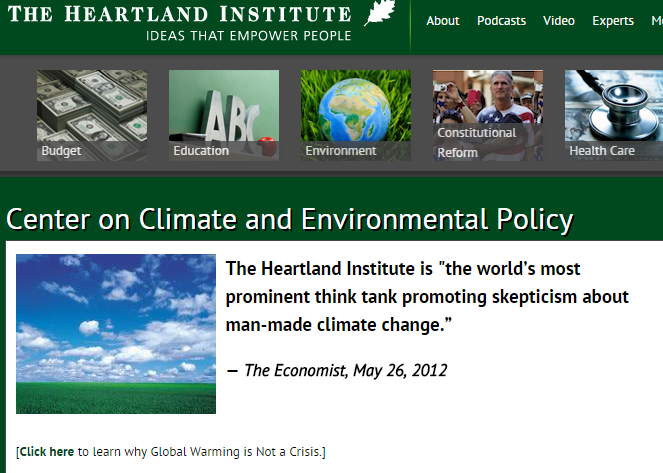 THE HEARTLAND INSTITUTE
IDEAS THAT EMPOWER PEOPLE
About Podcasts Video Experts
Budget
Education
Environment
Constitutional
Reform
Health Care
Center on Climate and Environmental Policy
The Heartland Institute is "the world’s most
prominent think tank promoting skepticism about
man-made climate change.”
— The Economist, May 26, 2012
[Click here to learn why Global Warming is Not a Crisis.]